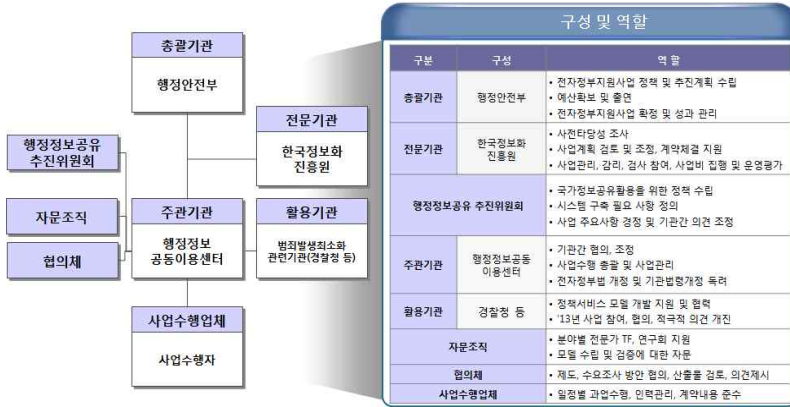 총괄기관
행정안전부
전문기관
한국정보화
진흥원
행정정보공유
추진위원회
자문조직
협의체
주관기관
행정정보
공동이용센터
활용기관
범죄발생최소화
관련기관(경찰청 등)
사업수행업체
사업수행자
구성 및 역할
구분 구성 역 할
총괄기관 행정안전부
• 전자정부지원사업 정책 및 추진계획 수립
• 예산확보 및 출연
• 전자정부지원사업 확정 및 성과 관리
전문기관 한국정보화
진흥원
• 사전타당성 조사
• 사업계획 검토 및 조정, 계약체결 지원
• 사업관리, 감리, 검사 참여, 사업비 집행 및 운영평가
행정정보공유 추진위원회
• 국가정보공유활용을 위한 정책 수립
• 시스템 구축 필요 사항 정의
• 사업 주요사항 결정 및 기관간 의견 조정
주관기관 행정정보공동
이용센터
• 기관간 협의, 조정
• 사업수행 총괄 및 사업관리
• 전자정부법 개정 및 기관법령개정 독려
활용기관 경찰청 등
• 정책서비스 모델 개발 지원 및 협력
• '13년 사업 참여, 협의, 적극적 의견 개진
자문조직
• 분야별 전문가 TF, 연구회 지원
• 모델 수립 및 검증에 대한 자문
협의체 • 제도, 수요조사 방안 협의, 산출물 검토, 의견제시
사업수행업체 • 일정별 과업수행, 인력관리, 계약내용 준수